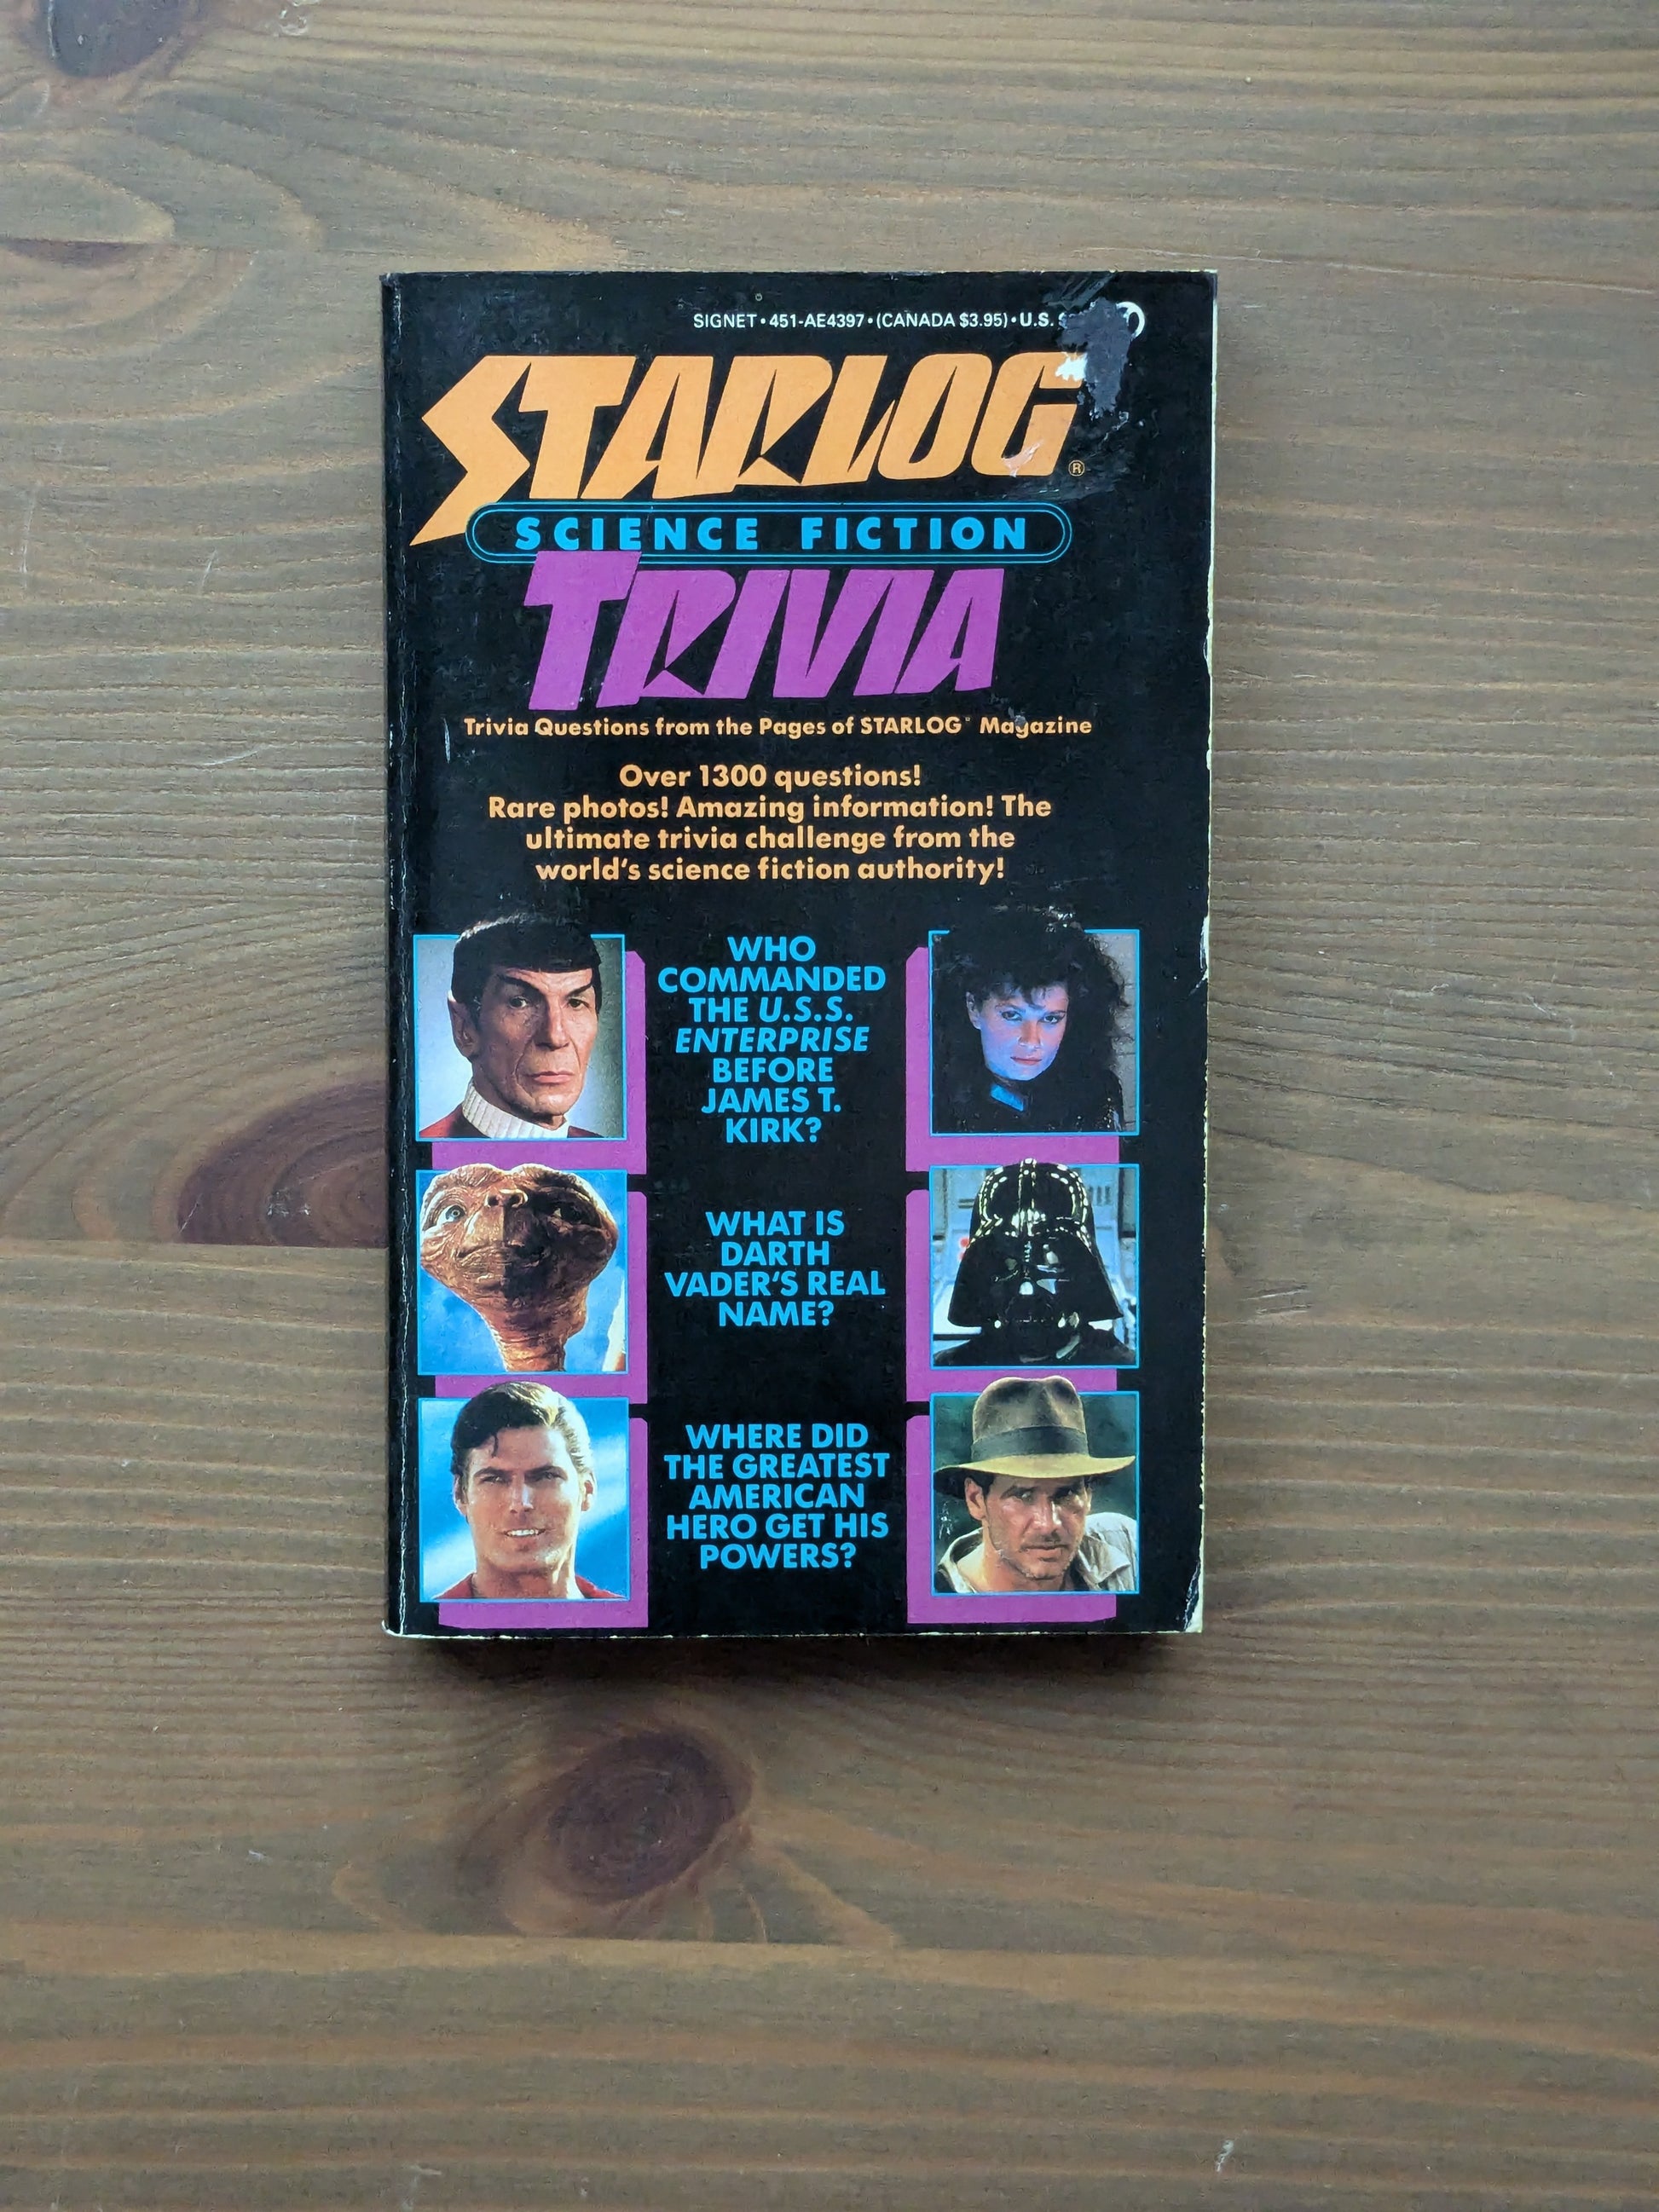 SIGNET • 451-AE4397 • (CANADA $3.95) • U.S.
STARLOG®
SCIENCE FICTION
TRIVIA
Trivia Questions from the Pages of STARLOG® Magazine
Over 1300 questions!
Rare photos! Amazing information! The
ultimate trivia challenge from the
world's science fiction authority!
WHO
COMMANDED
THE U.S.S.
ENTERPRISE
BEFORE
JAMES T.
KIRK?
WHAT IS
DARTH
VADER'S REAL
NAME?
WHERE DID
THE GREATEST
AMERICAN
HERO GET HIS
POWERS?